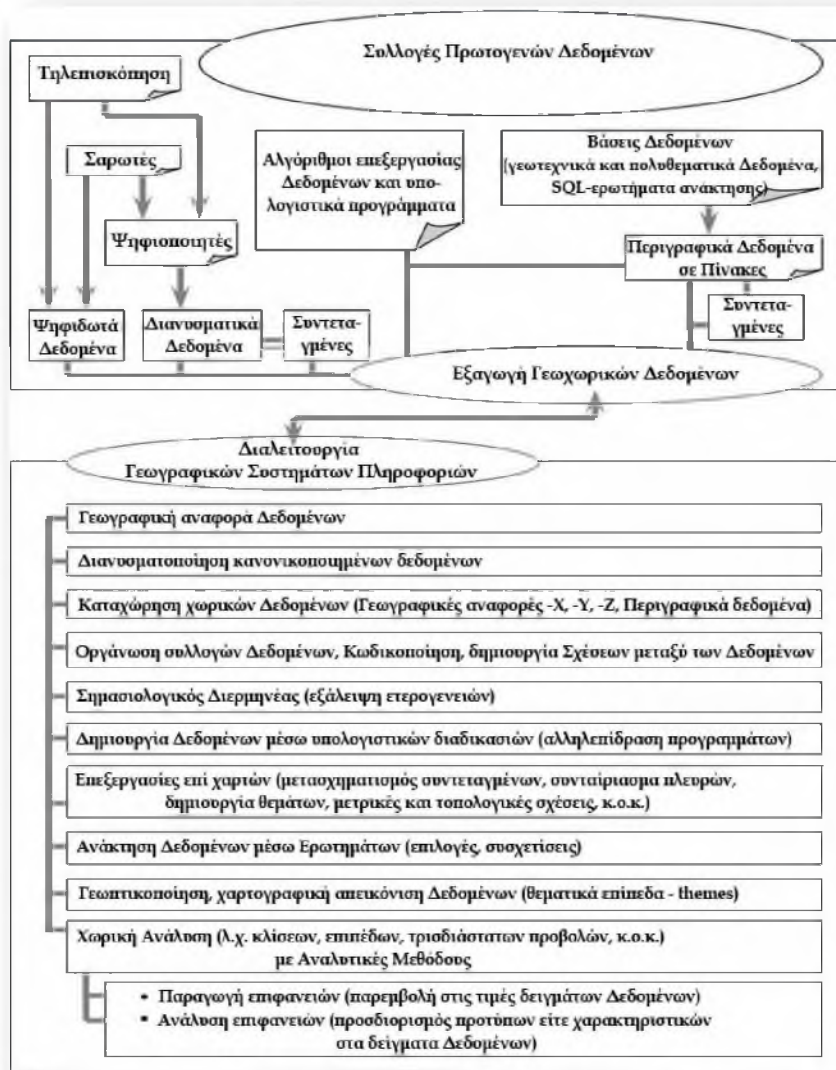 Συλλογές Πρωτογενών Δεδομένων
Τηλεπισκόπηση
Σαρωτές
Ψηφιοποιητές
Αλγόριθμοι επεξεργασίας
Δεδομένων και υπο-
λογιστικά προγράμματα
Βάσεις Δεδομένων
(γεωτεχνικά και πολυθεματικά Δεδομένα,
SQL-ερωτήματα ανάκτησης)
Περιγραφικά Δεδομένα
σε Πίνακες
Συντετα-
γμένες
Ψηφιδωτά
Δεδομένα
Διανυσματικά
Δεδομένα
Συντετα-
γμένες
Εξαγωγή Γεωχωρικών Δεδομένων
Διαλειτουργία
Γεωγραφικών Συστημάτων Πληροφοριών
Γεωγραφική αναφορά Δεδομένων
Διανυσματοποίηση κανονικοποιημένων δεδομένων
Καταχώρηση χωρικών Δεδομένων (Γεωγραφικές αναφορές -X, -Y, -Z, Περιγραφικά δεδομένα)
Οργάνωση συλλογών Δεδομένων, Κωδικοποίηση, δημιουργία Σχέσεων μεταξύ των Δεδομένων
Σημασιολογικός Διερμηνέας (εξάλειψη ετερογενειών)
Δημιουργία Δεδομένων μέσω υπολογιστικών διαδικασιών (αλληλεπίδραση προγραμμάτων)
Επεξεργασίες επί χαρτών (μετασχηματισμός συντεταγμένων, συνταίριασμα πλευρών,
δημιουργία θεμάτων, μετρικές και τοπολογικές σχέσεις, κ.ο.κ.)
Ανάκτηση Δεδομένων μέσω Ερωτημάτων (επιλογές, συσχετίσεις)
Γεωπτικοποίηση, χαρτογραφική απεικόνιση Δεδομένων (θεματικά επίπεδα - themes)
Χωρική Ανάλυση (λ.χ. κλίσεων, επιπέδων, τρισδιάστατων προβολών, κ.ο.κ.)
με Αναλυτικές Μεθόδους
• Παραγωγή επιφανειών (παρεμβολή στις τιμές δειγμάτων Δεδομένων)
• Ανάλυση επιφανειών (προσδιορισμός προτύπων είτε χαρακτηριστικών
στα δείγματα Δεδομένων)